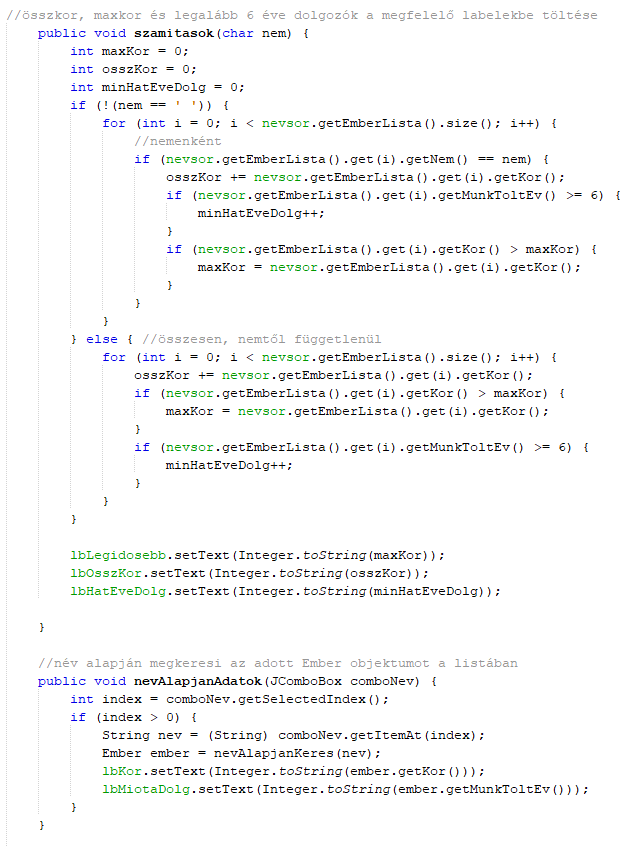 //összkor, maxkor és legalább 6 éve dolgozók a megfelelő labelekbe töltése
    public void szamitasok(char nem) {
        int maxKor = 0;
        int osszKor = 0;
        int minHatEveDolg = 0;
        if (!(nem == ' ')) {
            for (int i = 0; i < nevsor.getEmberLista().size(); i++) {
                //nemenként
                if (nevsor.getEmberLista().get(i).getNem() == nem) {
                    osszKor += nevsor.getEmberLista().get(i).getKor();
                    if (nevsor.getEmberLista().get(i).getMunkToltEv() >= 6) {
                        minHatEveDolg++;
                    }
                    if (nevsor.getEmberLista().get(i).getKor() > maxKor) {
                        maxKor = nevsor.getEmberLista().get(i).getKor();
                    }
                }
            }
        } else { //összesen, nemtől függetlenül
            for (int i = 0; i < nevsor.getEmberLista().size(); i++) {
                osszKor += nevsor.getEmberLista().get(i).getKor();
                if (nevsor.getEmberLista().get(i).getKor() > maxKor) {
                    maxKor = nevsor.getEmberLista().get(i).getKor();
                }
                if (nevsor.getEmberLista().get(i).getMunkToltEv() >= 6) {
                    minHatEveDolg++;
                }
            }
        }

        lbLegidosebb.setText(Integer.toString(maxKor));
        lbOsszKor.setText(Integer.toString(osszKor));
        lbHatEveDolg.setText(Integer.toString(minHatEveDolg));

    }

    //név alapján megkeresi az adott Ember objektumot a listában
    public void nevAlapjanAdatok(JComboBox comboNev) {
        int index = comboNev.getSelectedIndex();
        if (index > 0) {
            String nev = (String) comboNev.getItemAt(index);
            Ember ember = nevAlapjanKeres(nev);
            lbKor.setText(Integer.toString(ember.getKor()));
            lbMiotaDolg.setText(Integer.toString(ember.getMunkToltEv()));
        }
    }